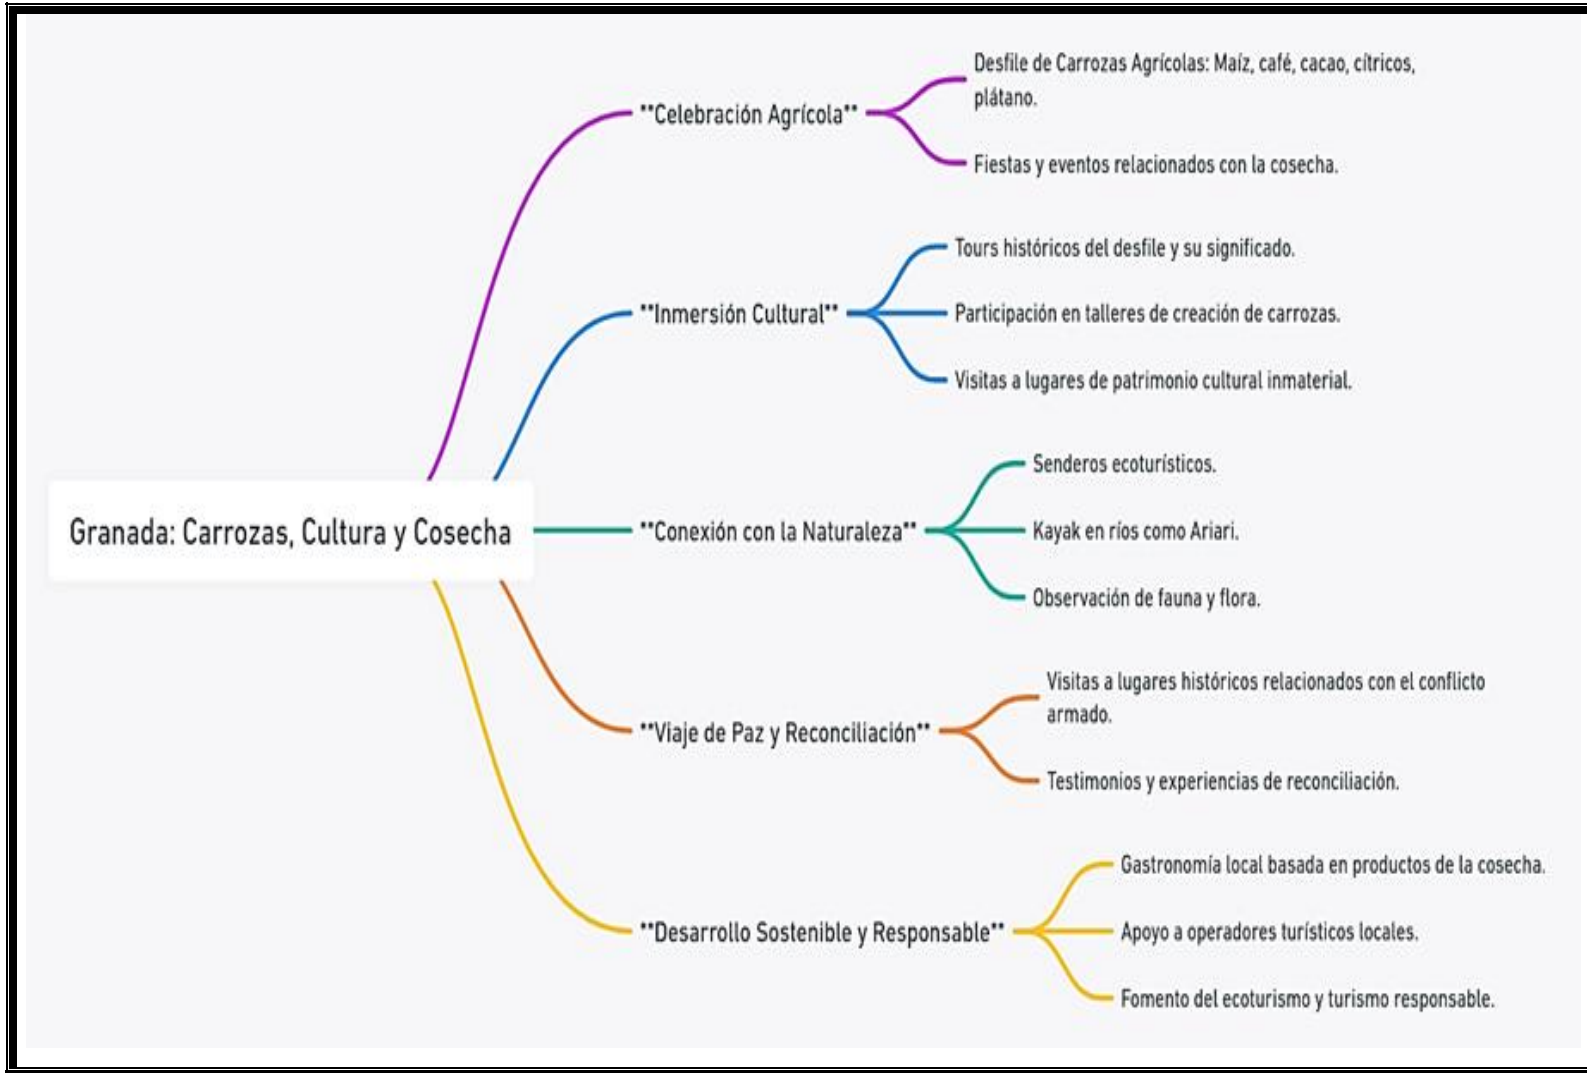 Granada: Carrozas, Cultura y Cosecha
**Celebración Agrícola**
Desfile de Carrozas Agrícolas: Maíz, café, cacao, cítricos,
plátano.
Fiestas y eventos relacionados con la cosecha.
**Inmersión Cultural**
Tours históricos del desfile y su significado.
Participación en talleres de creación de carrozas.
Visitas a lugares de patrimonio cultural inmaterial.
**Conexión con la Naturaleza**
Senderos ecoturísticos.
Kayak en ríos como Ariari.
Observación de fauna y flora.
**Viaje de Paz y Reconciliación**
Visitas a lugares históricos relacionados con el conflicto
armado.
Testimonios y experiencias de reconciliación.
**Desarrollo Sostenible y Responsable**
Gastronomía local basada en productos de la cosecha.
Apoyo a operadores turísticos locales.
Fomento del ecoturismo y turismo responsable.